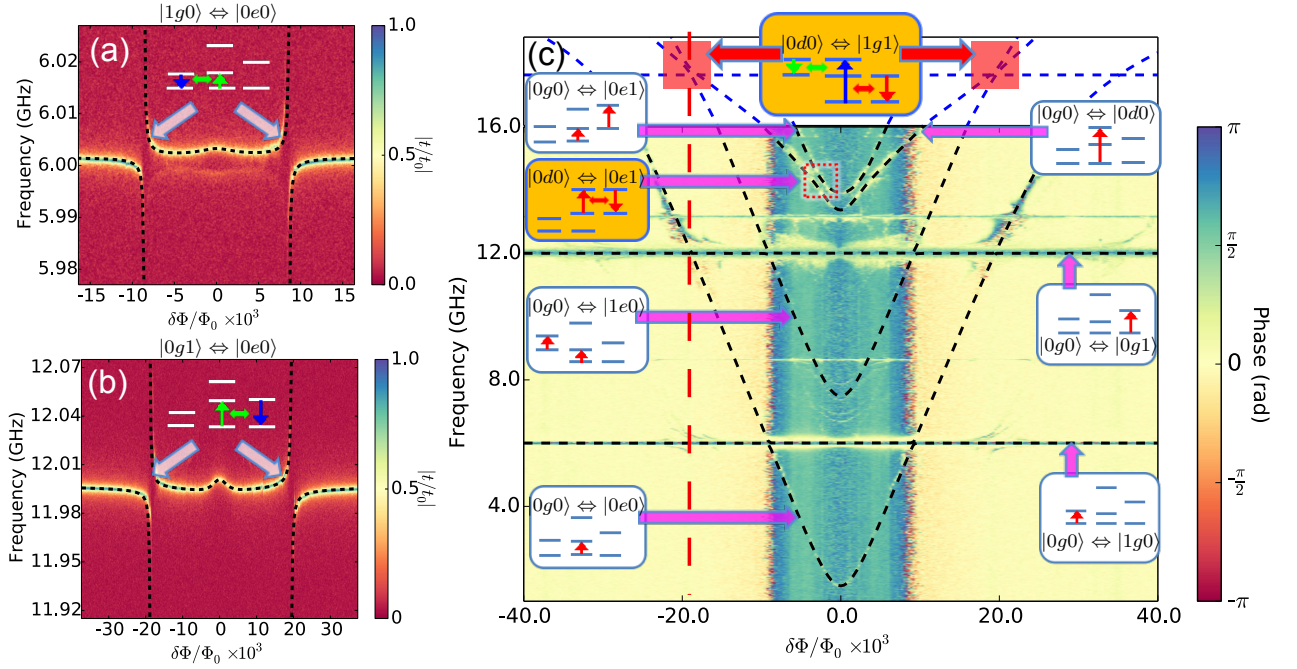 |1g0⟩ ⇔ |0e0⟩
(a)
6.02
6.01
6.00
5.99
5.98
Frequency (GHz)
-15 -10 -5 0 5 10 15
δΦ/Φ₀ ×10³
1.0
0.5
0.0
|t/t₀|
|0g1⟩ ⇔ |0e0⟩
(b)
12.07
12.04
12.01
11.98
11.95
11.92
Frequency (GHz)
-30 -20 -10 0 10 20 30
δΦ/Φ₀ ×10³
1.0
0.5
0
|t/t₀|
(c)
|0d0⟩ ⇔ |1g1⟩
|0g0⟩ ⇔ |0e1⟩
|0g0⟩ ⇔ |0d0⟩
|0d0⟩ ⇔ |0e1⟩
|0g0⟩ ⇔ |1e0⟩
|0g0⟩ ⇔ |0g1⟩
|0g0⟩ ⇔ |0e0⟩
|0g0⟩ ⇔ |1g0⟩
16.0
12.0
8.0
4.0
Frequency (GHz)
-40.0 -20.0 0.0 20.0 40.0
δΦ/Φ₀ ×10³
π
π/2
0
-π/2
-π
Phase (rad)